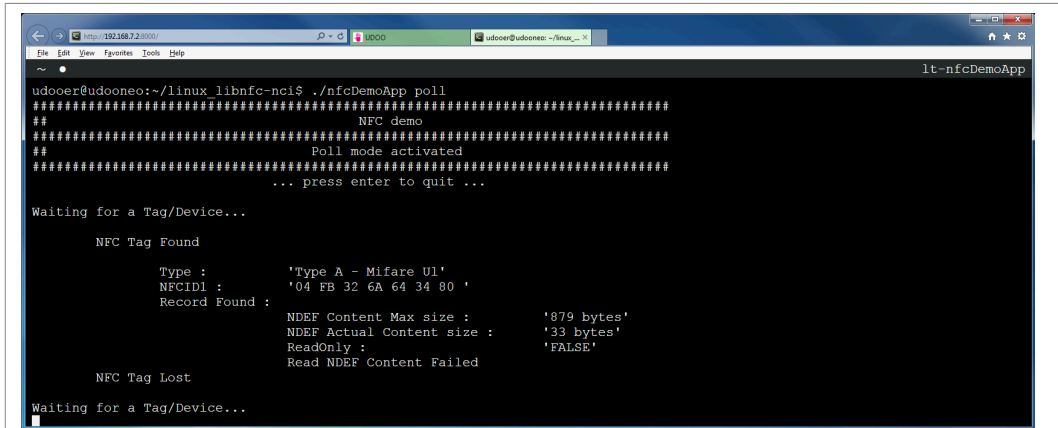 http://192.168.7.2:8000/
UDOO
udooer@udooneo: ~/linux_...
File Edit View Favorites Tools Help
~ lt-nfcDemoApp
udooer@udooneo:~/linux_libnfc-nci$ ./nfcDemoApp poll
################################################################################
## NFC demo
################################################################################
## Poll mode activated
################################################################################
... press enter to quit ...
Waiting for a Tag/Device...
NFC Tag Found
Type : 'Type A - Mifare Ul'
NFCID1 : '04 FB 32 6A 64 34 80 '
Record Found :
NDEF Content Max size : '879 bytes'
NDEF Actual Content size : '33 bytes'
ReadOnly : 'FALSE'
Read NDEF Content Failed
NFC Tag Lost
Waiting for a Tag/Device...